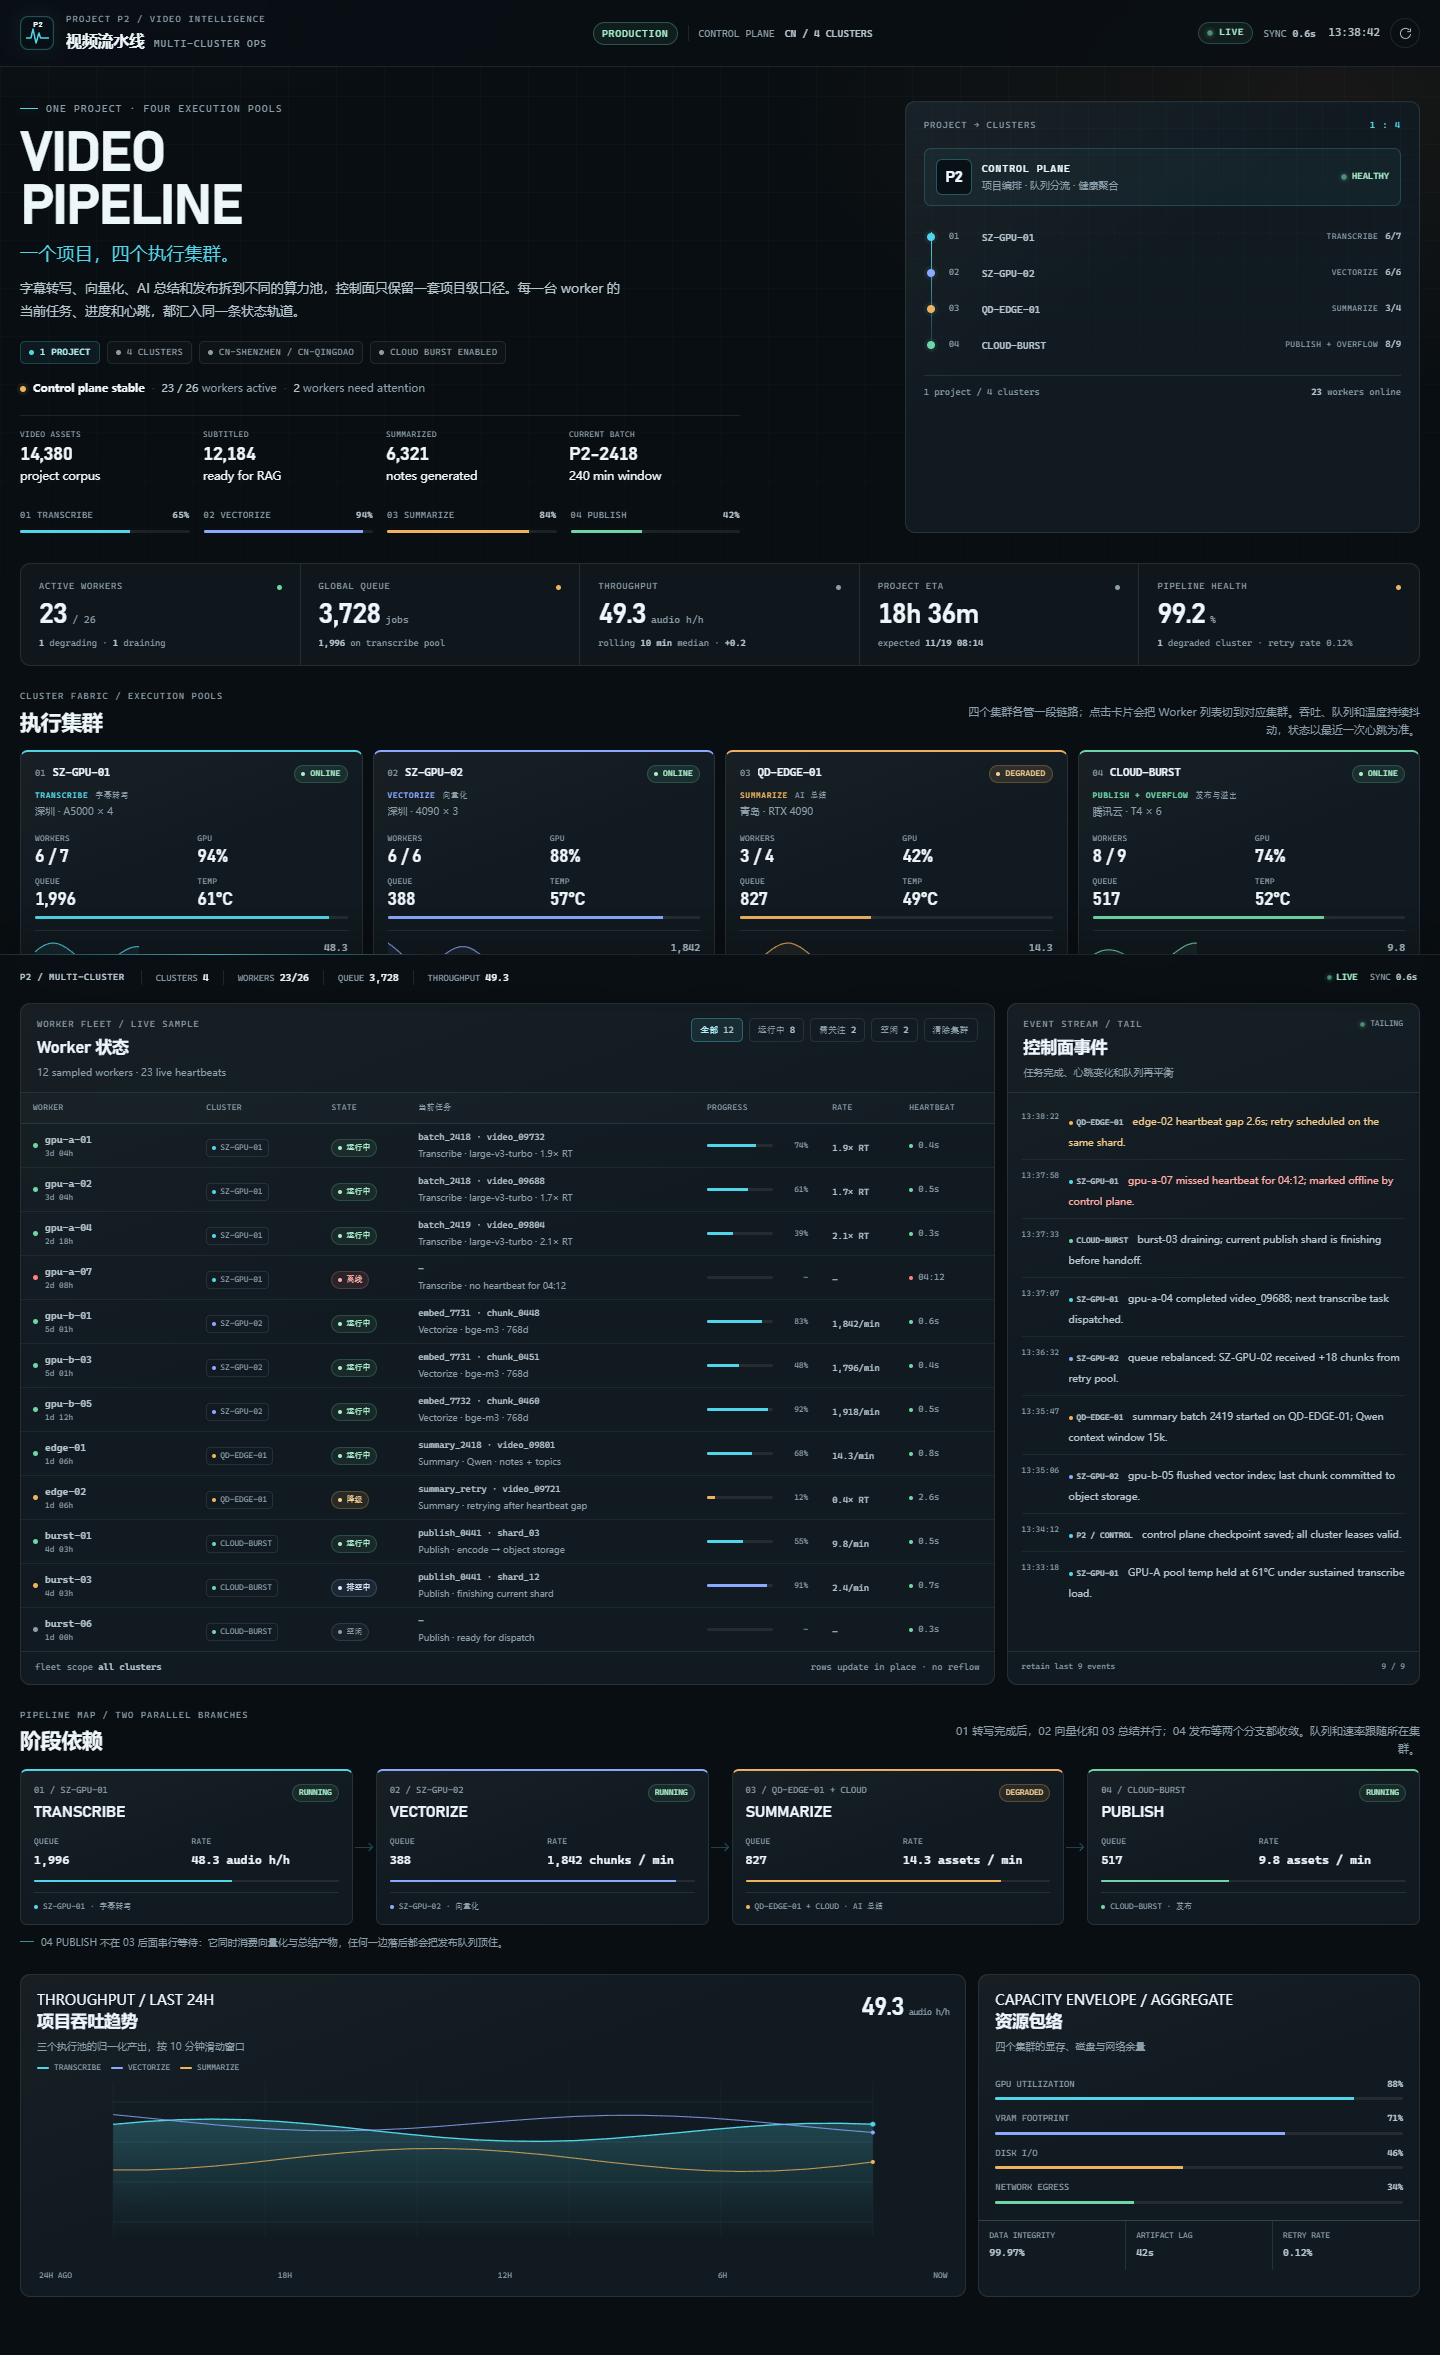 P2
PROJECT P2 / VIDEO INTELLIGENCE
视频流水线 MULTI-CLUSTER OPS
PRODUCTION
CONTROL PLANE CN / 4 CLUSTERS
LIVE
SYNC 0.6s
13:38:42
ONE PROJECT · FOUR EXECUTION POOLS
VIDEO
PIPELINE
一个项目，四个执行集群。
字幕转写、向量化、AI 总结和发布拆到不同的算力池，控制面只保留一套项目级口径。每一台 worker 的
当前任务、进度和心跳，都汇入同一条状态轨道。
1 PROJECT
4 CLUSTERS
CN-SHENZHEN / CN-QINGDAO
CLOUD BURST ENABLED
Control plane stable · 23 / 26 workers active · 2 workers need attention
VIDEO ASSETS
14,380
project corpus
SUBTITLED
12,184
ready for RAG
SUMMARIZED
6,321
notes generated
CURRENT BATCH
P2-2418
240 min window
01 TRANSCRIBE 65%
02 VECTORIZE 94%
03 SUMMARIZE 84%
04 PUBLISH 42%
PROJECT → CLUSTERS
1 : 4
P2
CONTROL PLANE
项目编排 · 队列分流 · 健康聚合
HEALTHY
01 SZ-GPU-01 TRANSCRIBE 6/7
02 SZ-GPU-02 VECTORIZE 6/6
03 QD-EDGE-01 SUMMARIZE 3/4
04 CLOUD-BURST PUBLISH + OVERFLOW 8/9
1 project / 4 clusters
23 workers online
ACTIVE WORKERS
23 / 26
1 degrading · 1 draining
GLOBAL QUEUE
3,728 jobs
1,996 on transcribe pool
THROUGHPUT
49.3 audio h/h
rolling 10 min median · +0.2
PROJECT ETA
18h 36m
expected 11/19 08:14
PIPELINE HEALTH
99.2 %
1 degraded cluster · retry rate 0.12%
CLUSTER FABRIC / EXECUTION POOLS
执行集群
四个集群各管一段链路；点击卡片会把 Worker 列表切到对应集群。吞吐、队列和温度持续抖
动，状态以最近一次心跳为准。
01 SZ-GPU-01 ONLINE
TRANSCRIBE 字幕转写
深圳 · A5000 × 4
WORKERS GPU
6 / 7 94%
QUEUE TEMP
1,996 61°C
48.3
02 SZ-GPU-02 ONLINE
VECTORIZE 向量化
深圳 · 4090 × 3
WORKERS GPU
6 / 6 88%
QUEUE TEMP
388 57°C
1,842
03 QD-EDGE-01 DEGRADED
SUMMARIZE AI 总结
青岛 · RTX 4090
WORKERS GPU
3 / 4 42%
QUEUE TEMP
827 49°C
14.3
04 CLOUD-BURST ONLINE
PUBLISH + OVERFLOW 发布与溢出
腾讯云 · T4 × 6
WORKERS GPU
8 / 9 74%
QUEUE TEMP
517 52°C
9.8
P2 / MULTI-CLUSTER
CLUSTERS 4
WORKERS 23/26
QUEUE 3,728
THROUGHPUT 49.3
LIVE
SYNC 0.6s
WORKER FLEET / LIVE SAMPLE
Worker 状态
12 sampled workers · 23 live heartbeats
全部 12
运行中 8
需关注 2
空闲 2
清除集群
WORKER CLUSTER STATE 当前任务 PROGRESS RATE HEARTBEAT
gpu-a-01 SZ-GPU-01 运行中 batch_2418 · video_09732 74% 1.9× RT 0.4s
3d 04h Transcribe · large-v3-turbo · 1.9× RT
gpu-a-02 SZ-GPU-01 运行中 batch_2418 · video_09688 61% 1.7× RT 0.5s
3d 04h Transcribe · large-v3-turbo · 1.7× RT
gpu-a-04 SZ-GPU-01 运行中 batch_2419 · video_09804 39% 2.1× RT 0.3s
2d 18h Transcribe · large-v3-turbo · 2.1× RT
gpu-a-07 SZ-GPU-01 离线 — – — 04:12
2d 08h Transcribe · no heartbeat for 04:12
gpu-b-01 SZ-GPU-02 运行中 embed_7731 · chunk_0448 83% 1,842/min 0.6s
5d 01h Vectorize · bge-m3 · 768d
gpu-b-03 SZ-GPU-02 运行中 embed_7731 · chunk_0451 48% 1,796/min 0.4s
5d 01h Vectorize · bge-m3 · 768d
gpu-b-05 SZ-GPU-02 运行中 embed_7732 · chunk_0460 92% 1,918/min 0.5s
1d 12h Vectorize · bge-m3 · 768d
edge-01 QD-EDGE-01 运行中 summary_2418 · video_09801 68% 14.3/min 0.8s
1d 06h Summary · Qwen · notes + topics
edge-02 QD-EDGE-01 降级 summary_retry · video_09721 12% 0.4× RT 2.6s
1d 06h Summary · retrying after heartbeat gap
burst-01 CLOUD-BURST 运行中 publish_0441 · shard_03 55% 9.8/min 0.5s
4d 03h Publish · encode → object storage
burst-03 CLOUD-BURST 排空中 publish_0441 · shard_12 91% 2.4/min 0.7s
4d 03h Publish · finishing current shard
burst-06 CLOUD-BURST 空闲 — – — 0.3s
1d 00h Publish · ready for dispatch
fleet scope all clusters
rows update in place · no reflow
EVENT STREAM / TAIL
TAILING
控制面事件
任务完成、心跳变化和队列再平衡
13:38:22 QD-EDGE-01 edge-02 heartbeat gap 2.6s; retry scheduled on the
same shard.
13:37:58 SZ-GPU-01 gpu-a-07 missed heartbeat for 04:12; marked offline by
control plane.
13:37:33 CLOUD-BURST burst-03 draining; current publish shard is finishing
before handoff.
13:37:07 SZ-GPU-01 gpu-a-04 completed video_09688; next transcribe task
dispatched.
13:36:32 SZ-GPU-02 queue rebalanced: SZ-GPU-02 received +18 chunks from
retry pool.
13:35:47 QD-EDGE-01 summary batch 2419 started on QD-EDGE-01; Qwen
context window 15k.
13:35:06 SZ-GPU-02 gpu-b-05 flushed vector index; last chunk committed to
object storage.
13:34:12 P2 / CONTROL control plane checkpoint saved; all cluster leases valid.
13:33:18 SZ-GPU-01 GPU-A pool temp held at 61°C under sustained transcribe
load.
retain last 9 events
9 / 9
PIPELINE MAP / TWO PARALLEL BRANCHES
阶段依赖
01 转写完成后，02 向量化和 03 总结并行；04 发布等两个分支都收敛。队列和速率跟随所在集
群。
01 / SZ-GPU-01 RUNNING
TRANSCRIBE
QUEUE RATE
1,996 48.3 audio h/h
SZ-GPU-01 · 字幕转写
02 / SZ-GPU-02 RUNNING
VECTORIZE
QUEUE RATE
388 1,842 chunks / min
SZ-GPU-02 · 向量化
03 / QD-EDGE-01 + CLOUD DEGRADED
SUMMARIZE
QUEUE RATE
827 14.3 assets / min
QD-EDGE-01 + CLOUD · AI 总结
04 / CLOUD-BURST RUNNING
PUBLISH
QUEUE RATE
517 9.8 assets / min
CLOUD-BURST · 发布
04 PUBLISH 不在 03 后面串行等待：它同时消费向量化与总结产物，任何一边落后都会把发布队列顶住。
THROUGHPUT / LAST 24H
项目吞吐趋势
三个执行池的归一化产出，按 10 分钟滑动窗口
49.3 audio h/h
TRANSCRIBE VECTORIZE SUMMARIZE
24H AGO 18H 12H 6H NOW
CAPACITY ENVELOPE / AGGREGATE
资源包络
四个集群的显存、磁盘与网络余量
GPU UTILIZATION 88%
VRAM FOOTPRINT 71%
DISK I/O 46%
NETWORK EGRESS 34%
DATA INTEGRITY ARTIFACT LAG RETRY RATE
99.97% 42s 0.12%